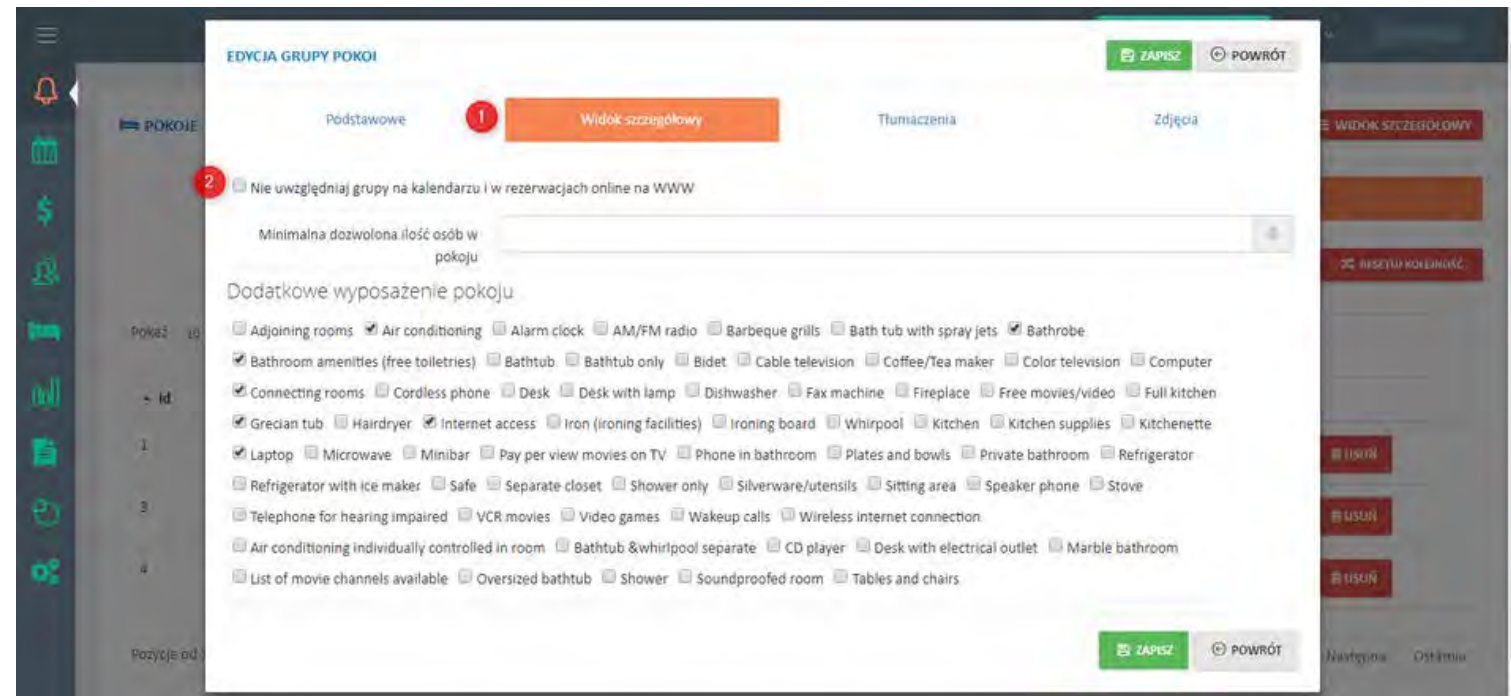 EDYCJA GRUPY POKOI ZAPISZ POWRÓT
POKOJE Podstawowe 1 Widok szczegółowy Tłumaczenia Zdjęcia WIDOK SZCZEGÓŁOWY
2 Nie uwzględniaj grupy na kalendarzu i w rezerwacjach online na WWW
Minimalna dozwolona ilość osób w
pokoju
RESETUJ KOLEJNOŚĆ
Dodatkowe wyposażenie pokoju
Pokaż 10 Adjoining rooms Air conditioning Alarm clock AM/FM radio Barbeque grills Bath tub with spray jets Bathrobe
Bathroom amenities (free toiletries) Bathtub Bathtub only Bidet Cable television Coffee/Tea maker Color television Computer
Id Connecting rooms Cordless phone Desk Desk with lamp Dishwasher Fax machine Fireplace Free movies/video Full kitchen
Grecian tub Hairdryer Internet access Iron (ironing facilities) Ironing board Whirpool Kitchen Kitchen supplies Kitchenette
1 Laptop Microwave Minibar Pay per view movies on TV Phone in bathroom Plates and bowls Private bathroom Refrigerator USUŃ
Refrigerator with ice maker Safe Separate closet Shower only Silverware/utensils Sitting area Speaker phone Stove
3 Telephone for hearing impaired VCR movies Video games Wakeup calls Wireless internet connection USUŃ
Air conditioning individually controlled in room Bathtub &whirlpool separate CD player Desk with electrical outlet Marble bathroom
4 List of movie channels available Oversized bathtub Shower Soundproofed room Tables and chairs USUŃ
Pozycje od ZAPISZ POWRÓT Następna Ostatnia